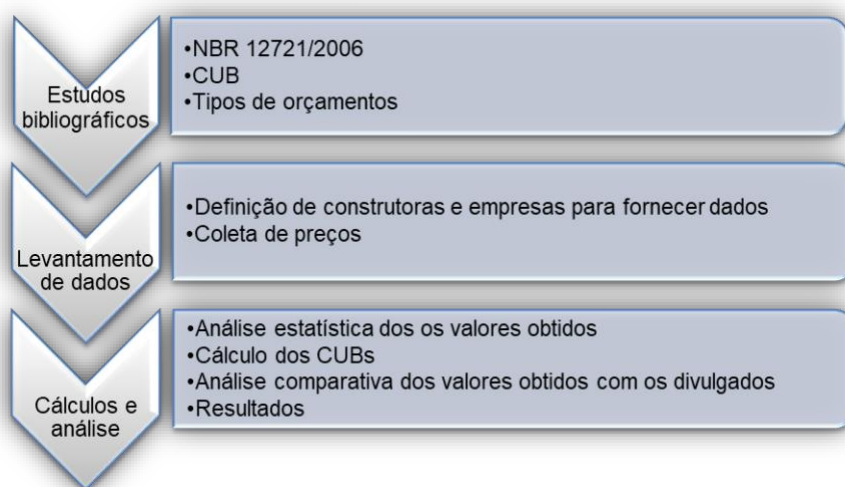 Estudos
bibliográficos
•NBR 12721/2006
•CUB
•Tipos de orçamentos
Levantamento
de dados
•Definição de construtoras e empresas para fornecer dados
•Coleta de preços
Cálculos e
análise
•Análise estatística dos os valores obtidos
•Cálculo dos CUBs
•Análise comparativa dos valores obtidos com os divulgados
•Resultados